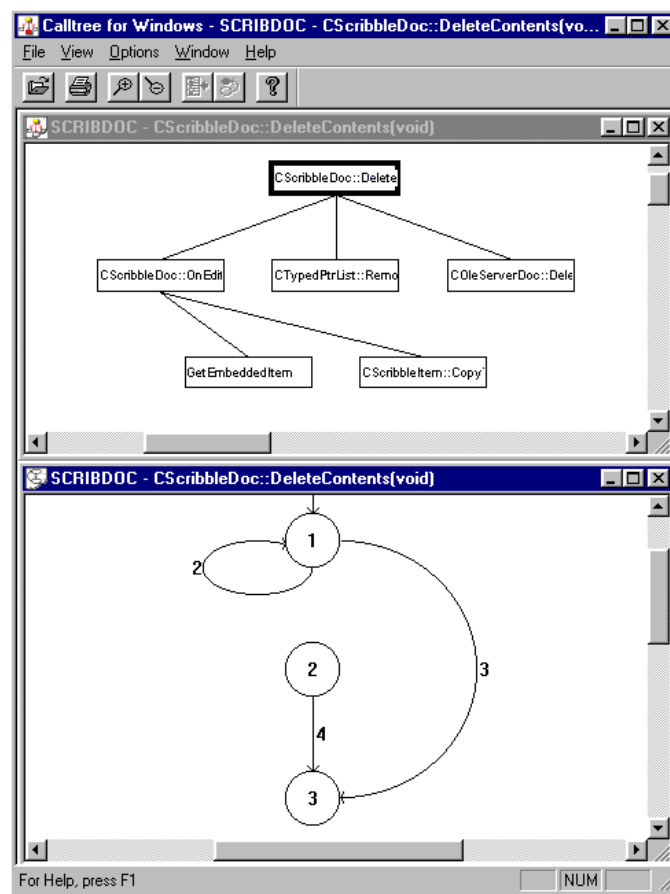 Calltree for Windows - SCRIBDOC - CScribbleDoc::DeleteContents(vo...
File View Options Window Help
SCRIBDOC - CScribbleDoc::DeleteContents(void)
CScribbleDoc::Delete
CScribbleDoc::OnEdit CTypedPtrList::Remo COleServerDoc::Dele
GetEmbeddedItem CScribbleItem::Copy
SCRIBDOC - CScribbleDoc::DeleteContents(void)
1
2
2
3
4
3
For Help, press F1 NUM